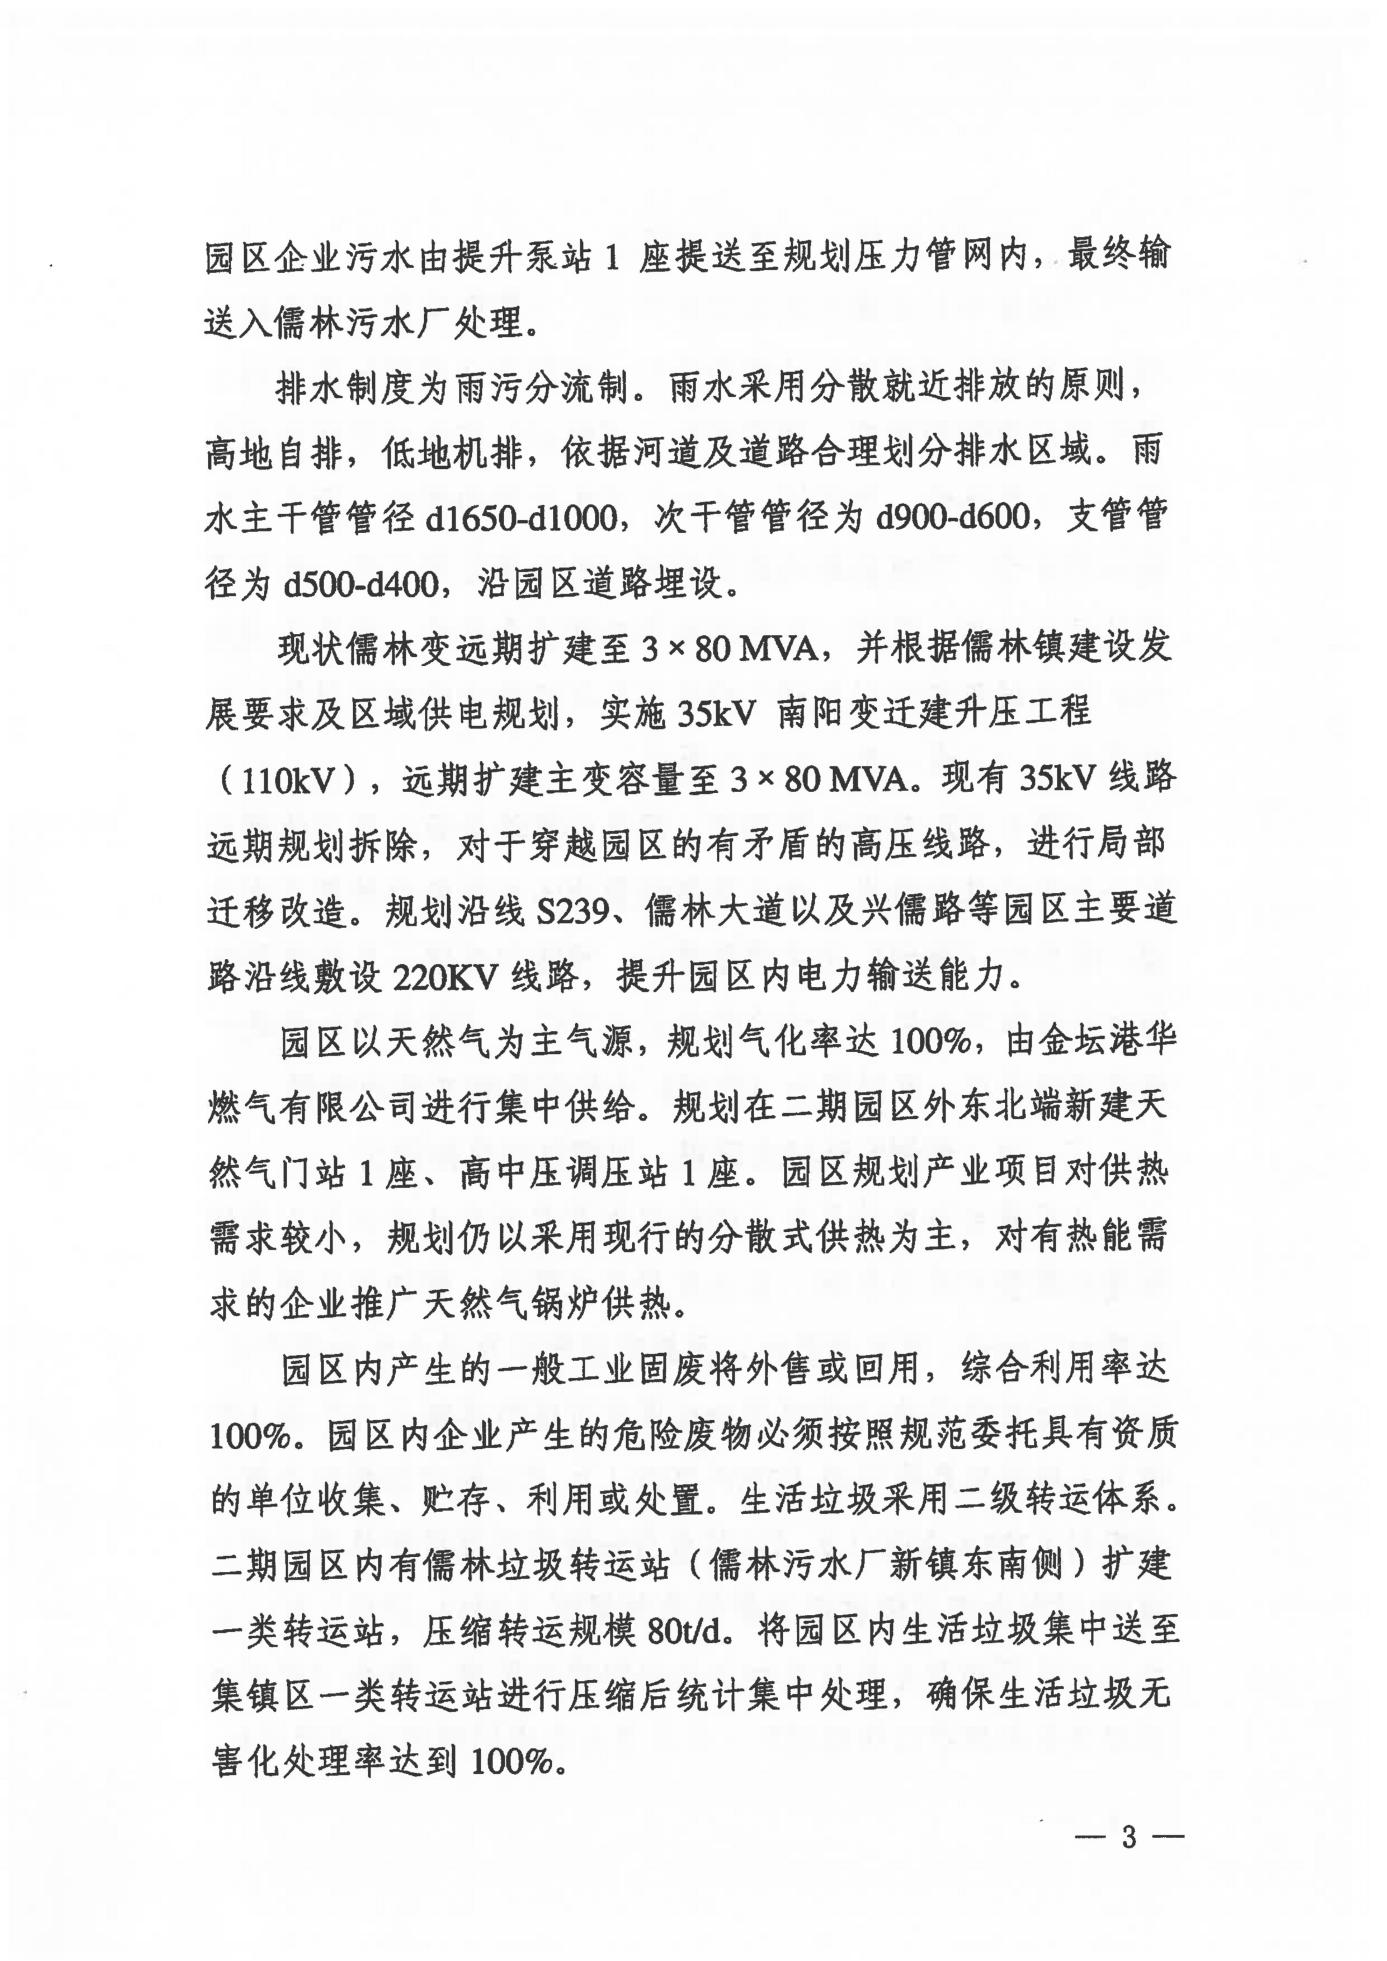 园区企业污水由提升泵站 1 座提送至规划压力管网内，最终输
送入儒林污水厂处理。
排水制度为雨污分流制。雨水采用分散就近排放的原则，
高地自排，低地机排，依据河道及道路合理划分排水区域。雨
水主干管管径 d1650-d1000，次干管管径为 d900-d600，支管管
径为 d500-d400，沿园区道路埋设。
现状儒林变远期扩建至 3×80 MVA，并根据儒林镇建设发
展要求及区域供电规划，实施 35kV 南阳变迁建升压工程
（110kV），远期扩建主变容量至 3×80 MVA。现有 35kV 线路
远期规划拆除，对于穿越园区的有矛盾的高压线路，进行局部
迁移改造。规划沿线 S239、儒林大道以及兴儒路等园区主要道
路沿线敷设 220KV 线路，提升园区内电力输送能力。
园区以天然气为主气源，规划气化率达 100%，由金坛港华
燃气有限公司进行集中供给。规划在二期园区外东北端新建天
然气门站 1 座、高中压调压站 1 座。园区规划产业项目对供热
需求较小，规划仍以采用现行的分散式供热为主，对有热能需
求的企业推广天然气锅炉供热。
园区内产生的一般工业固废将外售或回用，综合利用率达
100%。园区内企业产生的危险废物必须按照规范委托具有资质
的单位收集、贮存、利用或处置。生活垃圾采用二级转运体系。
二期园区内有儒林垃圾转运站（儒林污水厂新镇东南侧）扩建
一类转运站，压缩转运规模 80t/d。将园区内生活垃圾集中送至
集镇区一类转运站进行压缩后统计集中处理，确保生活垃圾无
害化处理率达到 100%。
— 3 —